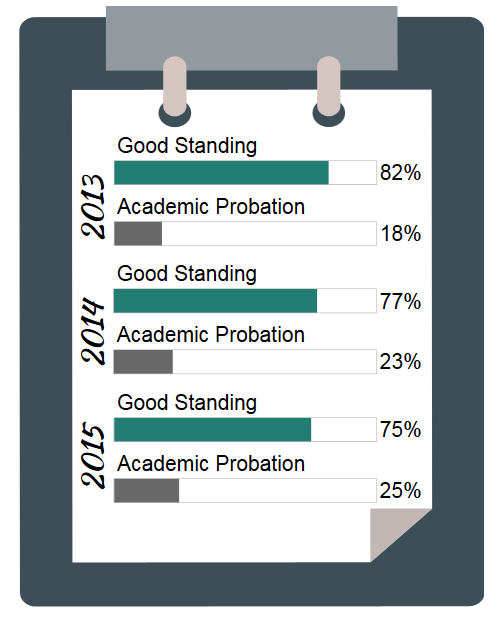 2013
Good Standing
82%
Academic Probation
18%
2014
Good Standing
77%
Academic Probation
23%
2015
Good Standing
75%
Academic Probation
25%